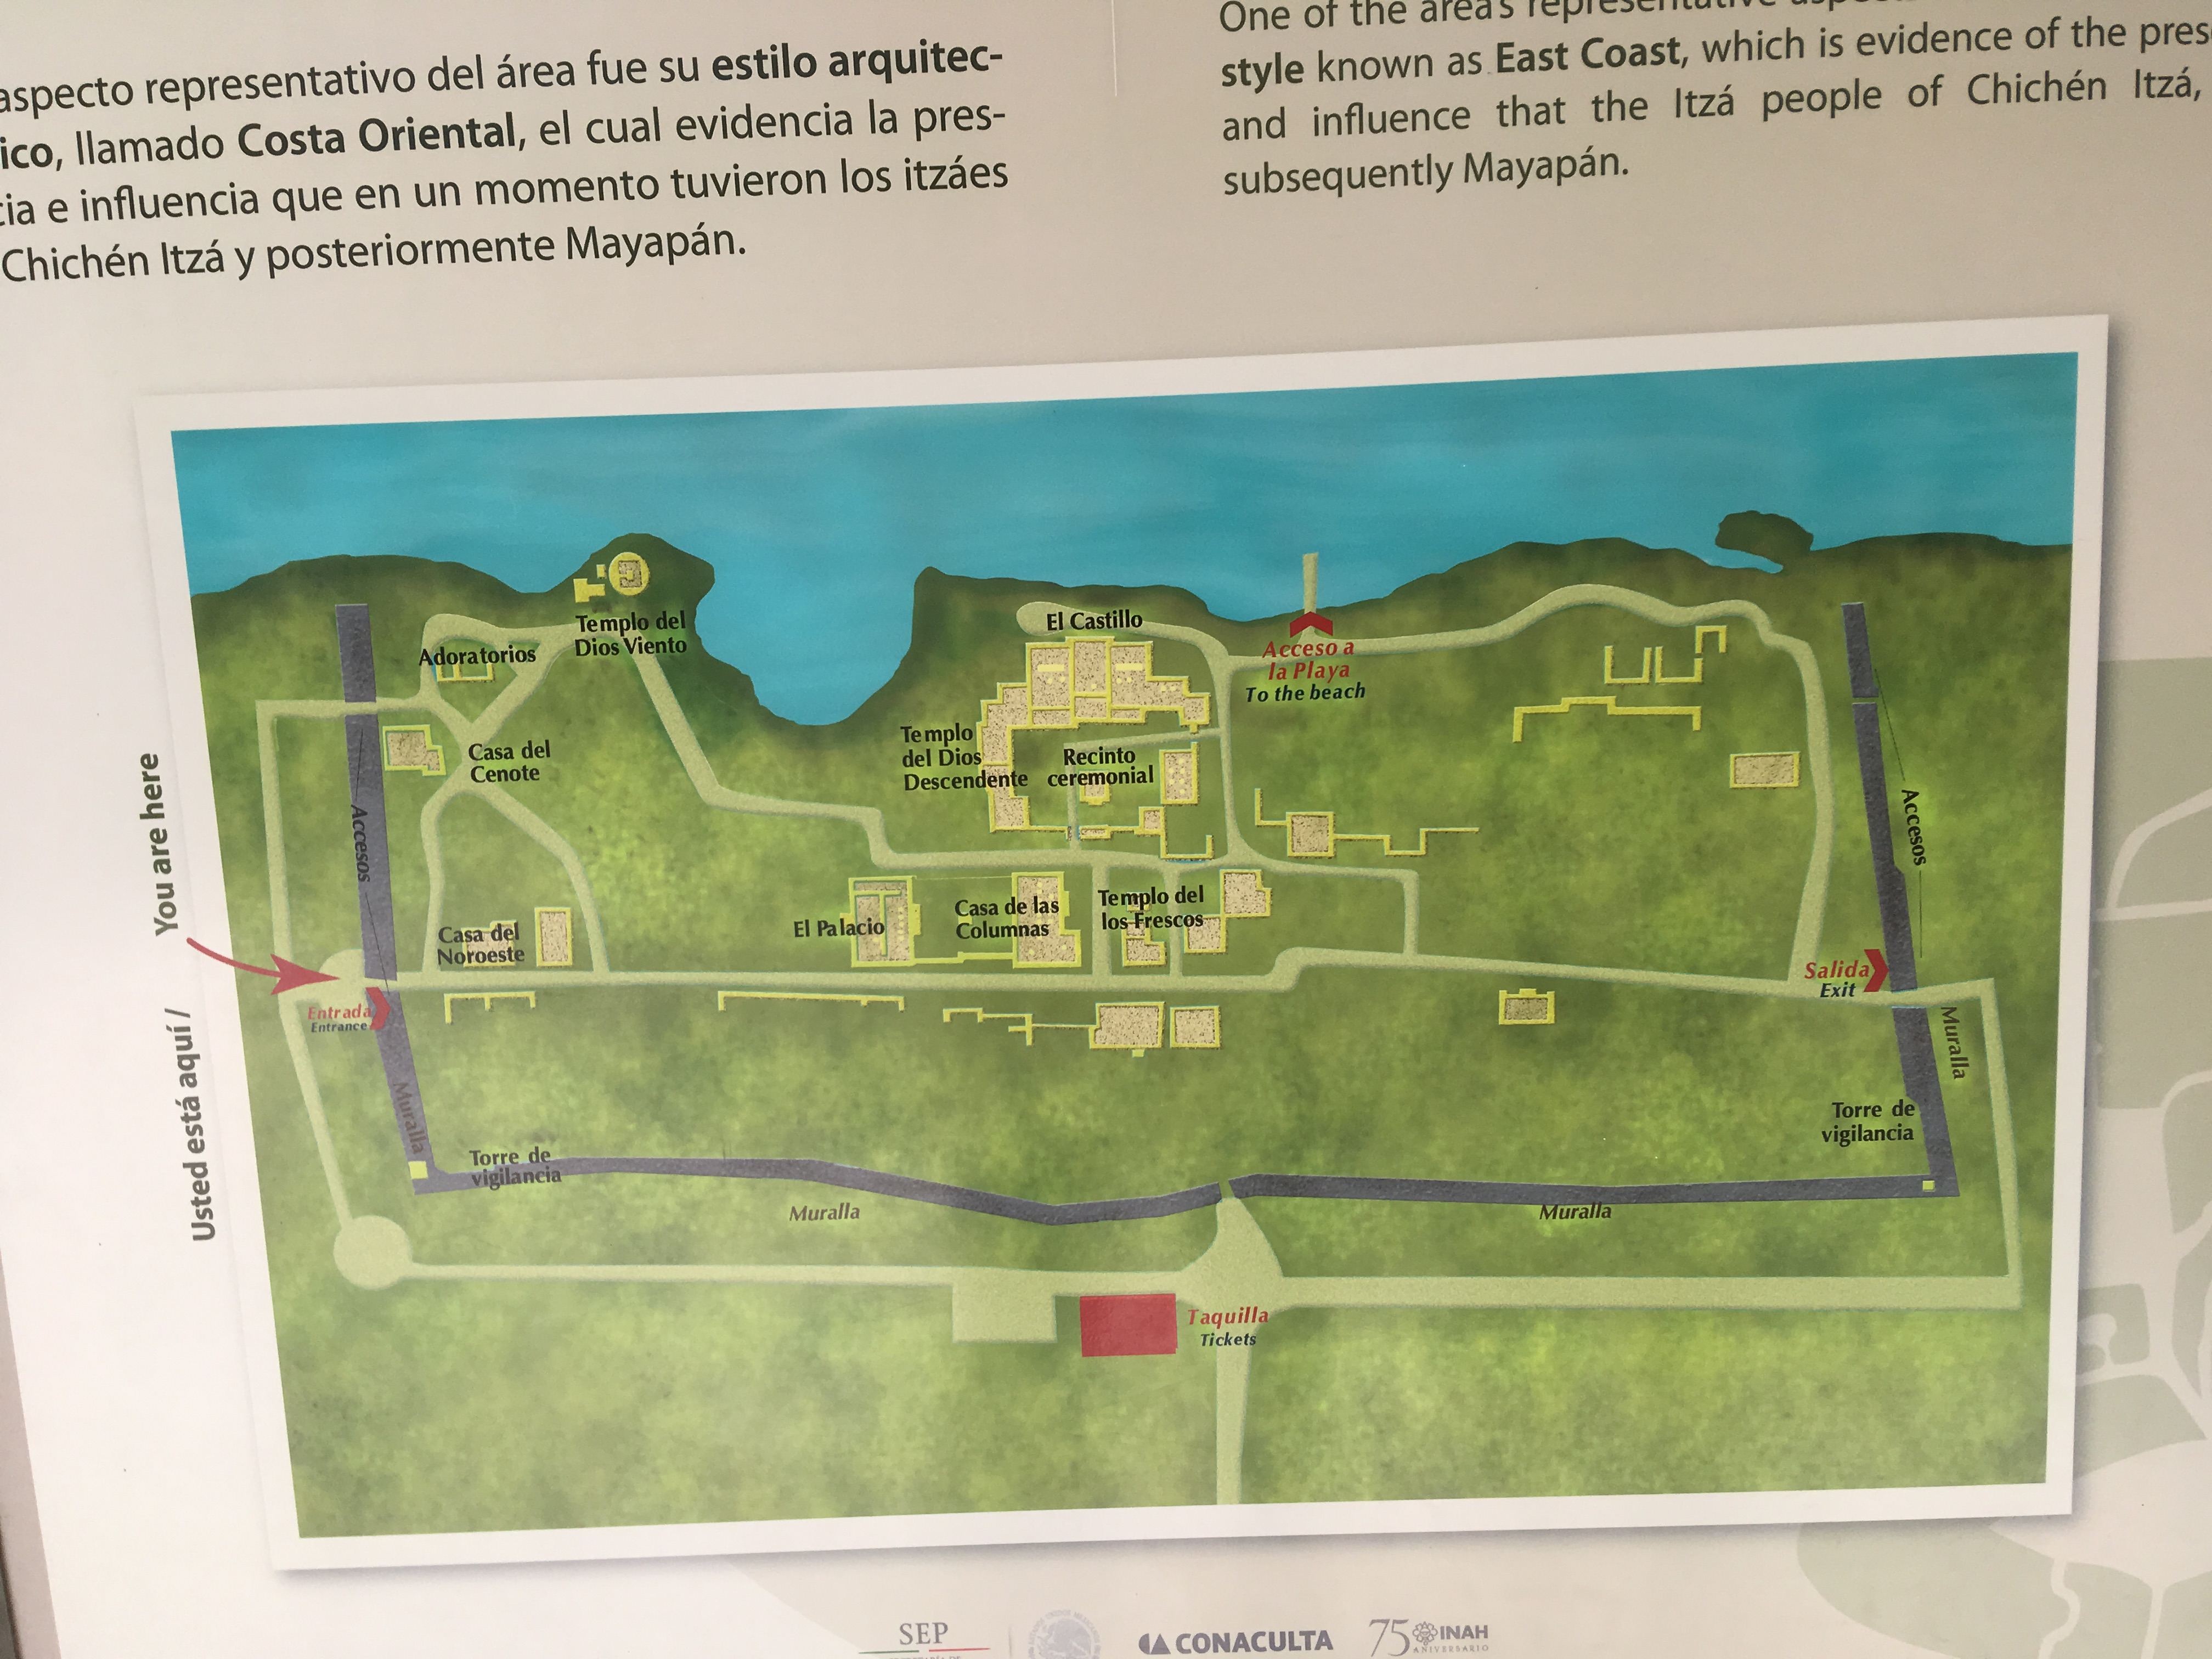 aspecto representativo del área fue su estilo arquitec-
ico, llamado Costa Oriental, el cual evidencia la pres-
cia e influencia que en un momento tuvieron los itzáes
Chichén Itzá y posteriormente Mayapán.
One of the area's representative
style known as East Coast, which is evidence of the pres
and influence that the Itzá people of Chichén Itzá,
subsequently Mayapán.
You are here
Usted está aquí /
Templo del
Dios Viento
Adoratorios
Casa del
Cenote
Accesos
Casa del
Noroeste
Entrada
Entrance
Muralla
Torre de
vigilancia
El Castillo
Acceso a
la Playa
To the beach
Templo
del Dios
Descendente
Recinto
ceremonial
El Palacio
Casa de las
Columnas
Templo del
los Frescos
Accesos
Salida
Exit
Muralla
Torre de
vigilancia
Muralla
Muralla
Taquilla
Tickets
SEP
CONACULTA
75 INAH
ANIVERSARIO